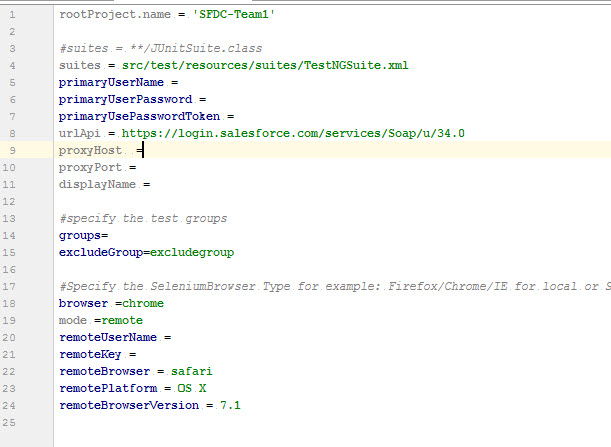 1 rootProject.name = 'SFDC-Team1'
2
3 #suites = **/JUnitSuite.class
4 suites = src/test/resources/suites/TestNGSuite.xml
5 primaryUserName =
6 primaryUserPassword =
7 primaryUsePasswordToken =
8 urlApi = https://login.salesforce.com/services/Soap/u/34.0
9 proxyHost =
10 proxyPort =
11 displayName =
12
13 #specify the test groups
14 groups=
15 excludeGroup=excludegroup
16
17 #Specify the SeleniumBrowser Type for example: Firefox/Chrome/IE for local or S
18 browser =chrome
19 mode =remote
20 remoteUserName =
21 remoteKey =
22 remoteBrowser = safari
23 remotePlatform = OS X
24 remoteBrowserVersion = 7.1
25